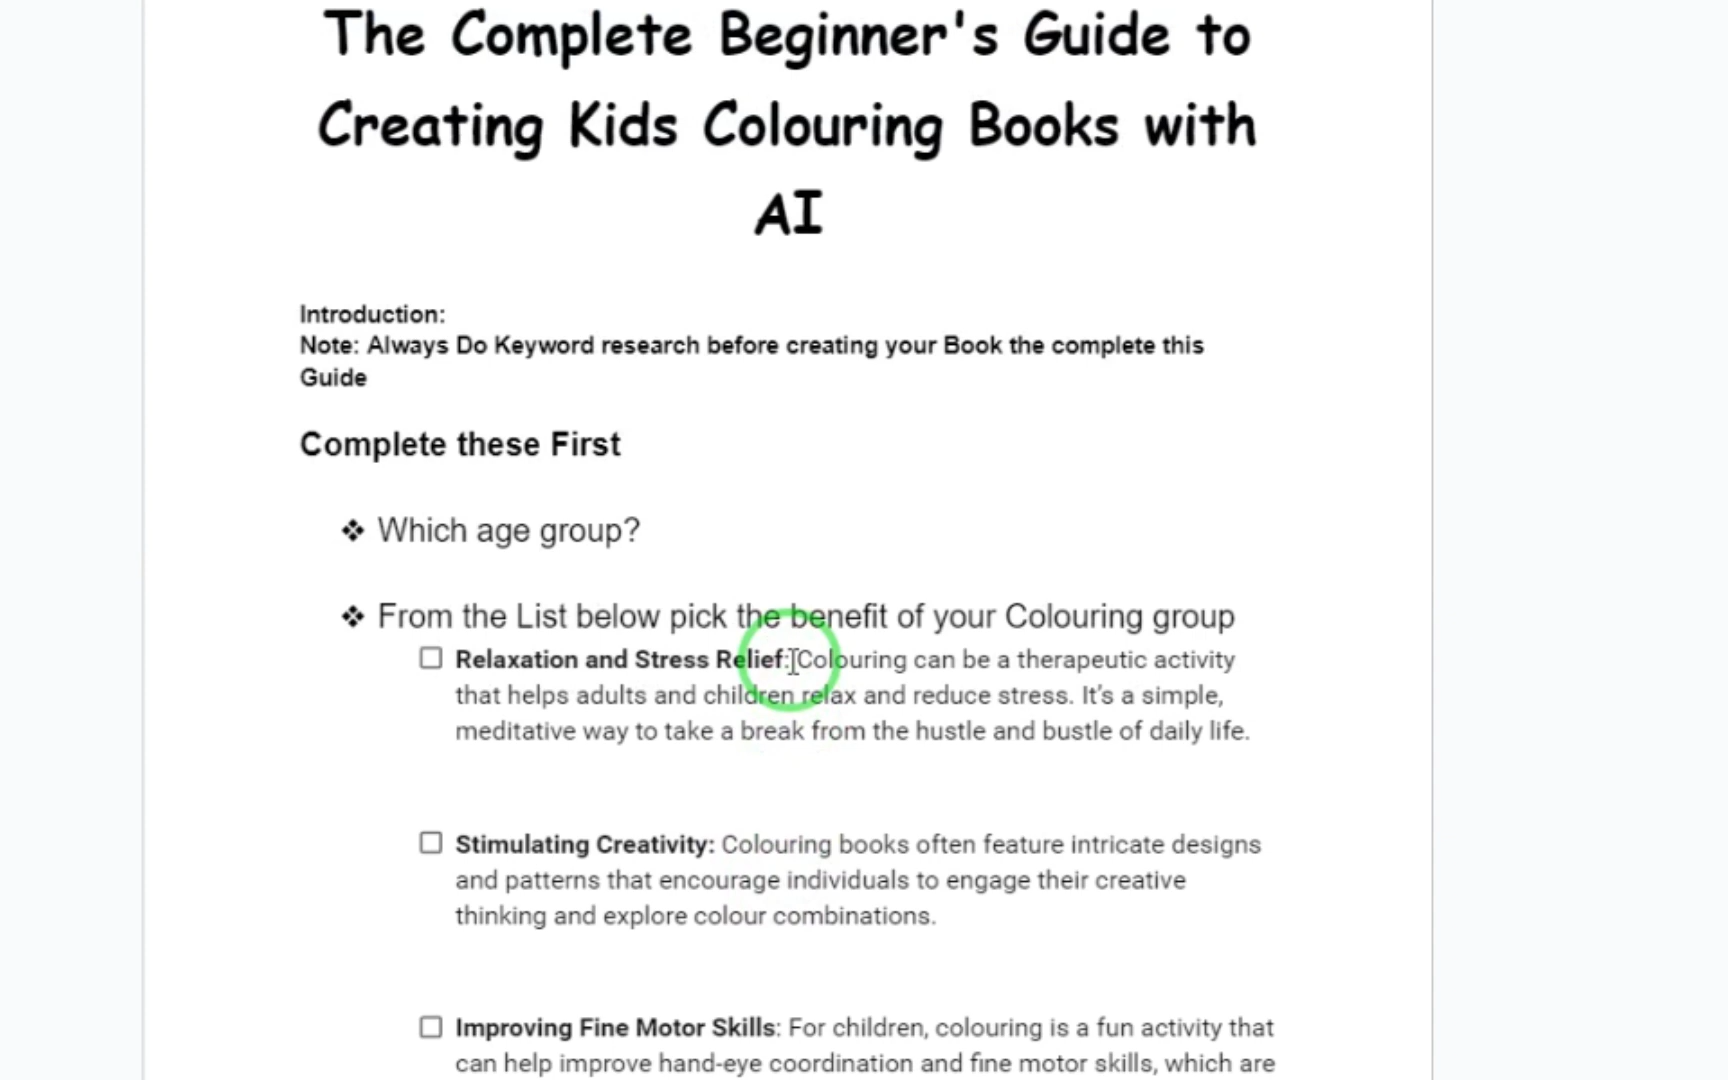 The Complete Beginner's Guide to
Creating Kids Colouring Books with
AI
Introduction:
Note: Always Do Keyword research before creating your Book the complete this
Guide
Complete these First
❖ Which age group?
❖ From the List below pick the benefit of your Colouring group
☐ Relaxation and Stress Relief: Colouring can be a therapeutic activity
that helps adults and children relax and reduce stress. It's a simple,
meditative way to take a break from the hustle and bustle of daily life.
☐ Stimulating Creativity: Colouring books often feature intricate designs
and patterns that encourage individuals to engage their creative
thinking and explore colour combinations.
☐ Improving Fine Motor Skills: For children, colouring is a fun activity that
can help improve hand-eye coordination and fine motor skills, which are